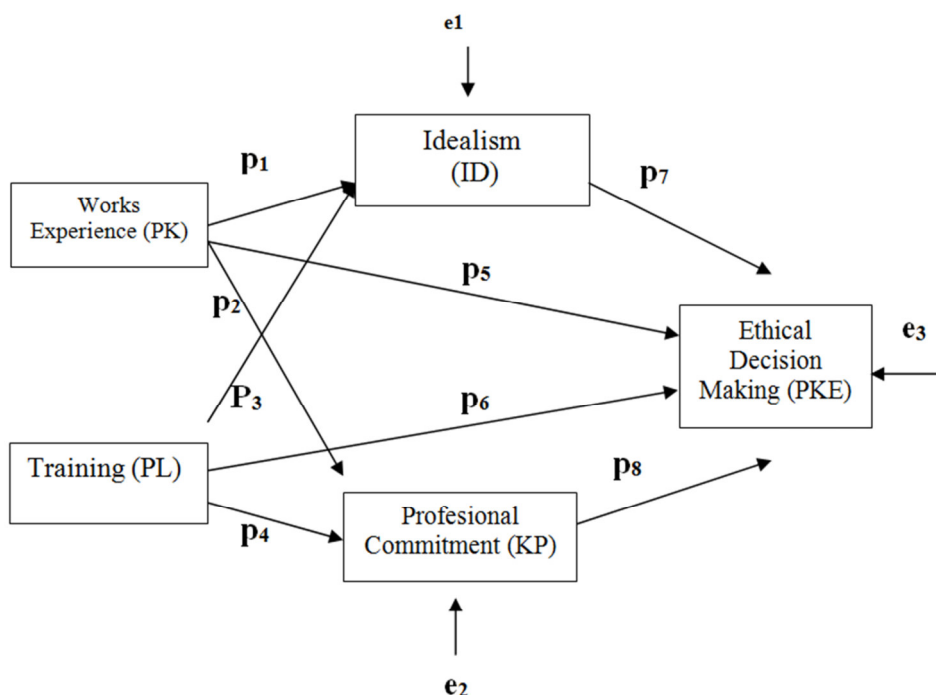 e1
Idealism
(ID)
p1
p7
Works
Experience (PK)
p5
p2
Ethical
Decision
Making (PKE)
e3
P3
p6
Training (PL)
p8
Profesional
Commitment (KP)
p4
e2